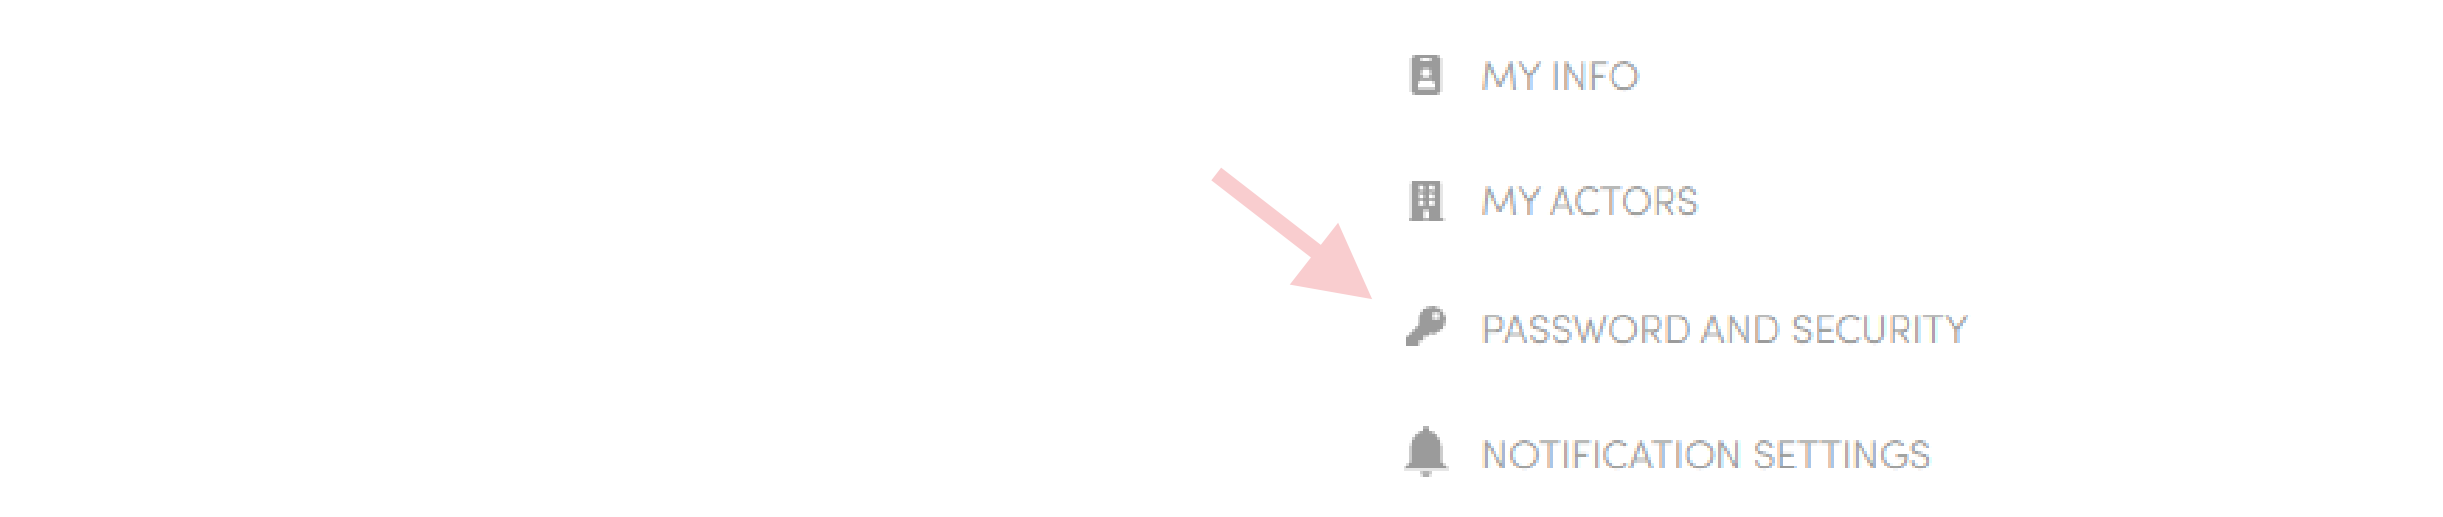 MY INFO
MY ACTORS
PASSWORD AND SECURITY
NOTIFICATION SETTINGS